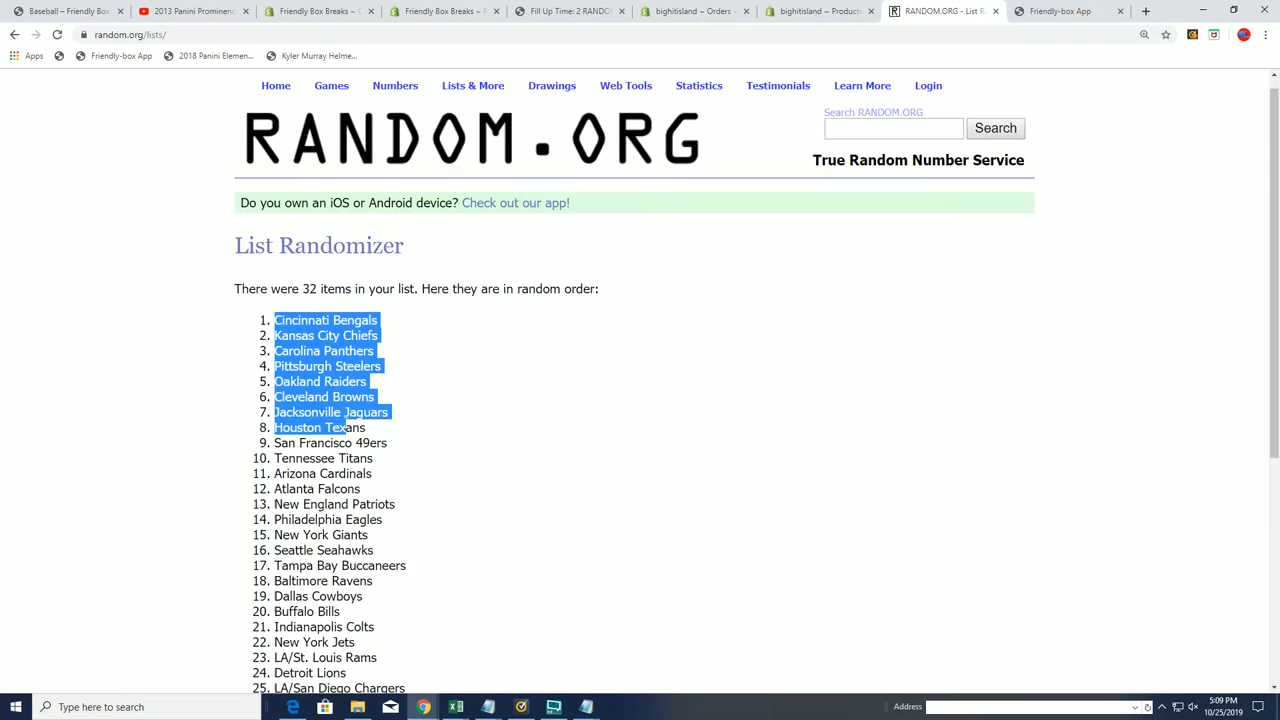 Baseball – Friendly Box
2013 Panini Prominenc
Friendly Box Breaks
Friendly Box Breaks – F
Fill Up Time: 2 RANDO
bighitisland – Orders
bighitisland – Product
RANDOM.ORG - List R
Friendly-box App
random.org/lists/
Apps
Friendly-box App
2018 Panini Elemen...
Kyler Murray Helme...
Home Games Numbers Lists & More Drawings Web Tools Statistics Testimonials Learn More Login
RANDOM.ORG
Search RANDOM.ORG
Search
True Random Number Service
Do you own an iOS or Android device? Check out our app!
List Randomizer
There were 32 items in your list. Here they are in random order:
1. Cincinnati Bengals
2. Kansas City Chiefs
3. Carolina Panthers
4. Pittsburgh Steelers
5. Oakland Raiders
6. Cleveland Browns
7. Jacksonville Jaguars
8. Houston Texans
9. San Francisco 49ers
10. Tennessee Titans
11. Arizona Cardinals
12. Atlanta Falcons
13. New England Patriots
14. Philadelphia Eagles
15. New York Giants
16. Seattle Seahawks
17. Tampa Bay Buccaneers
18. Baltimore Ravens
19. Dallas Cowboys
20. Buffalo Bills
21. Indianapolis Colts
22. New York Jets
23. LA/St. Louis Rams
24. Detroit Lions
25. LA/San Diego Chargers
Type here to search
Address
5:09 PM
10/25/2019